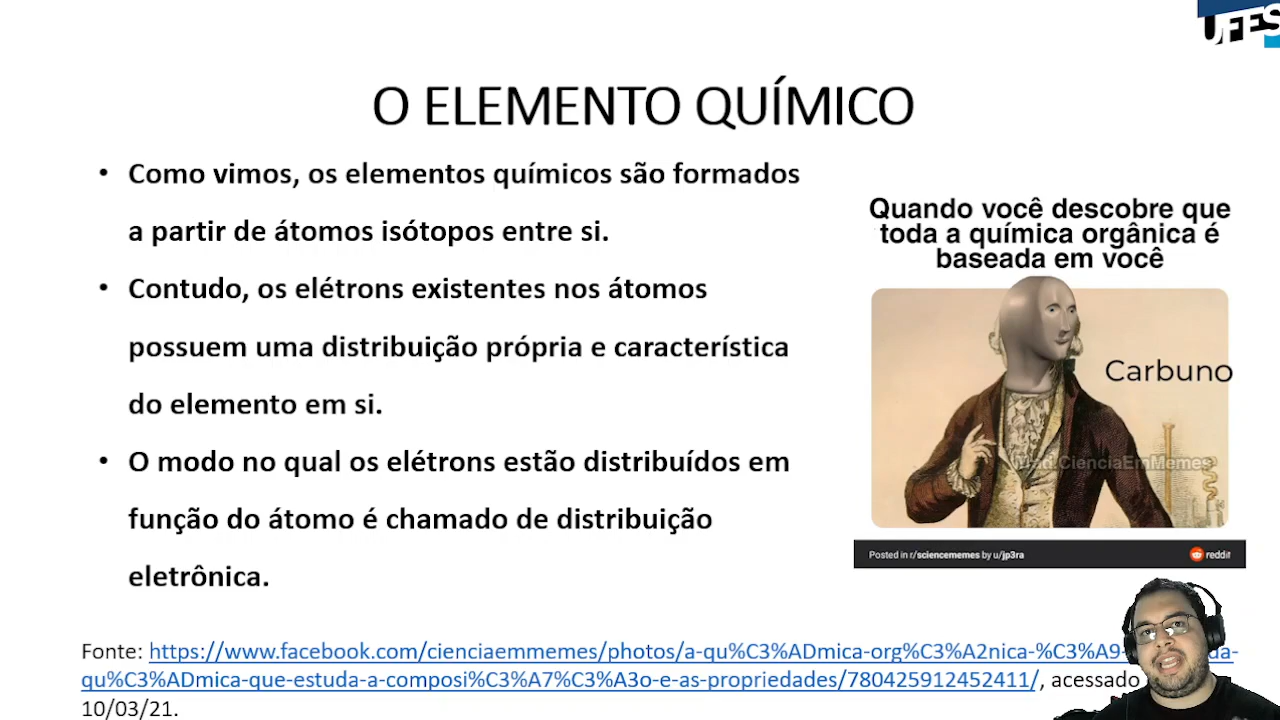 UFES
O ELEMENTO QUÍMICO
• Como vimos, os elementos químicos são formados
a partir de átomos isótopos entre si.
• Contudo, os elétrons existentes nos átomos
possuem uma distribuição própria e característica
do elemento em si.
• O modo no qual os elétrons estão distribuídos em
função do átomo é chamado de distribuição
eletrônica.
Quando você descobre que
toda a química orgânica é
baseada em você
Carbuno
CienciaEmMemes
Posted in r/sciencememes by u/jp3ra
reddit
Fonte: https://www.facebook.com/cienciaemmemes/photos/a-qu%C3%ADmica-org%C3%A2nica-%C3%A9-
qu%C3%ADmica-que-estuda-a-composi%C3%A7%C3%A3o-e-as-propriedades/780425912452411/, acessado
10/03/21.